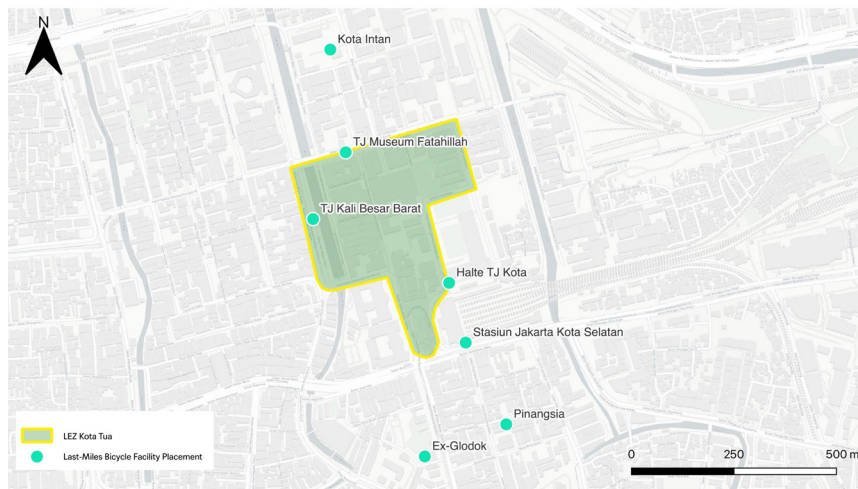 N
Kota Intan
TJ Museum Fatahillah
TJ Kali Besar Barat
Halte TJ Kota
Stasiun Jakarta Kota Selatan
Pinangsia
Ex-Glodok
LEZ Kota Tua
Last-Miles Bicycle Facility Placement
0 250 500 m